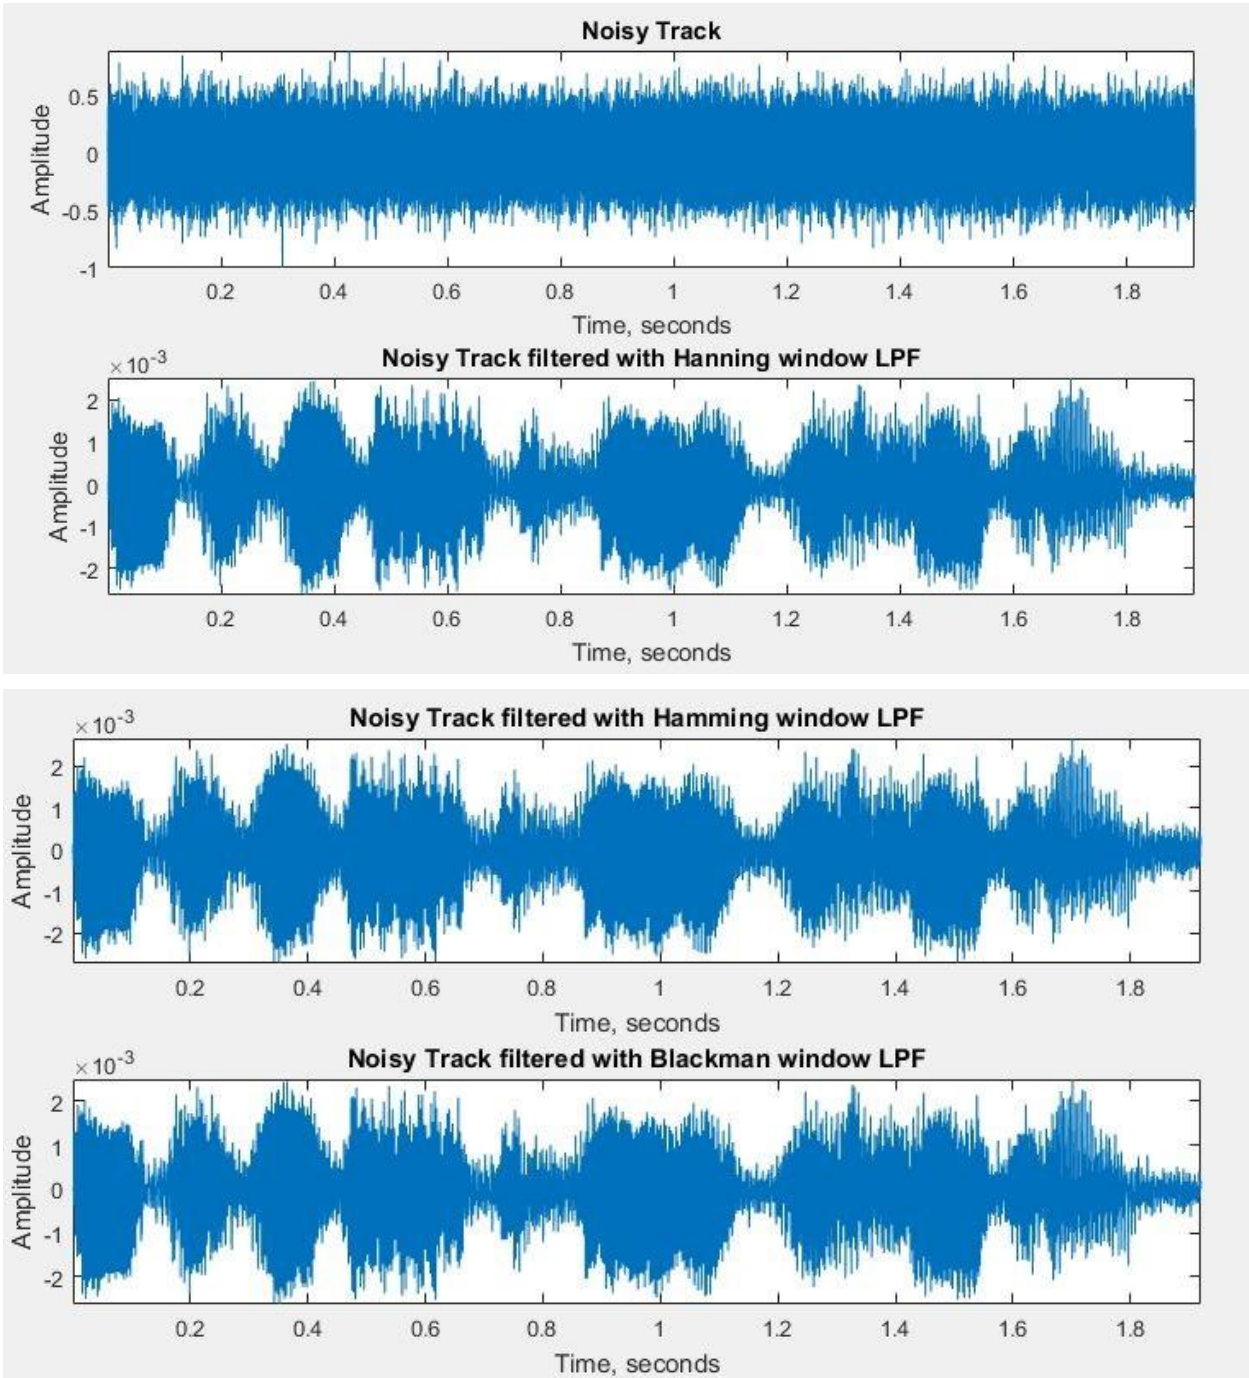 Noisy Track
Amplitude
0.5
0
-0.5
-1
0.2 0.4 0.6 0.8 1 1.2 1.4 1.6 1.8
Time, seconds
×10-3
Noisy Track filtered with Hanning window LPF
Amplitude
2
1
0
-1
-2
0.2 0.4 0.6 0.8 1 1.2 1.4 1.6 1.8
Time, seconds
×10-3
Noisy Track filtered with Hamming window LPF
Amplitude
2
1
0
-1
-2
0.2 0.4 0.6 0.8 1 1.2 1.4 1.6 1.8
Time, seconds
×10-3
Noisy Track filtered with Blackman window LPF
Amplitude
2
1
0
-1
-2
0.2 0.4 0.6 0.8 1 1.2 1.4 1.6 1.8
Time, seconds